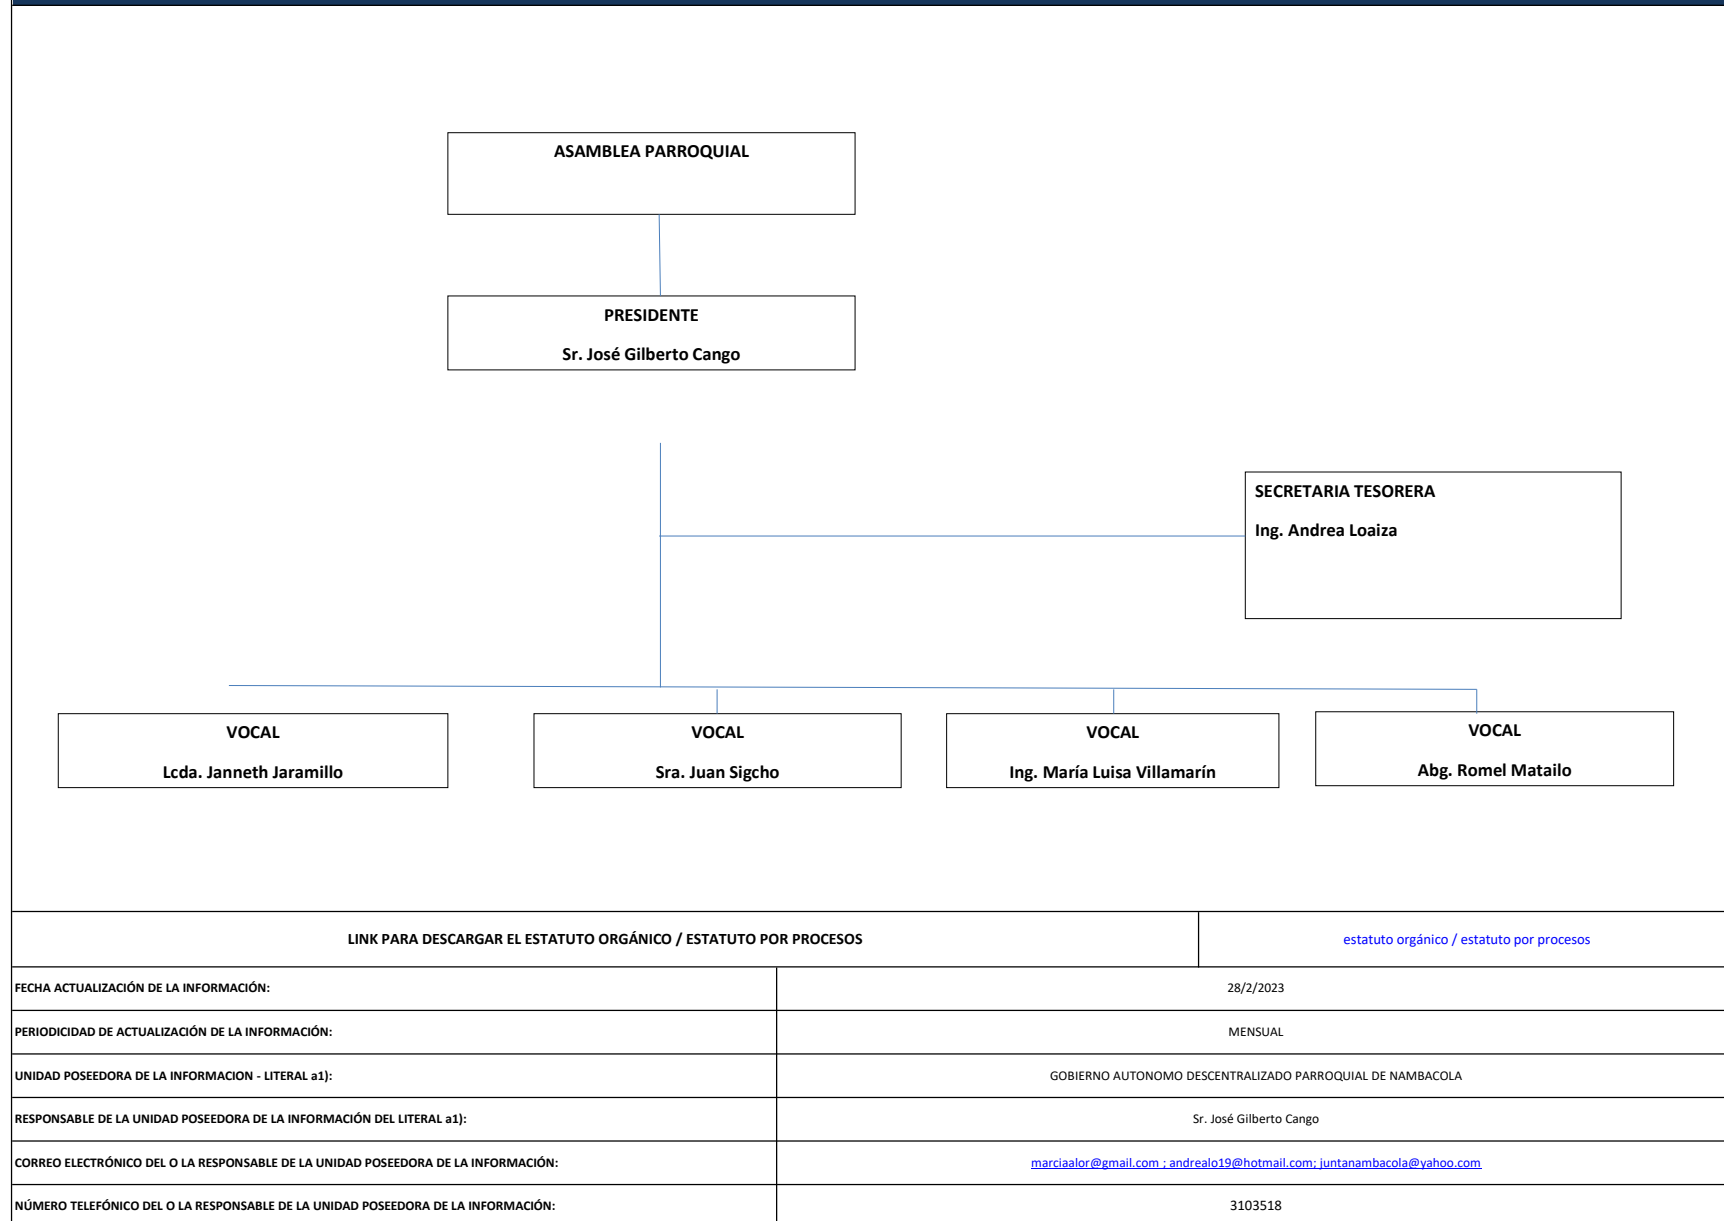 ASAMBLEA PARROQUIAL
PRESIDENTE
Sr. José Gilberto Cango
SECRETARIA TESORERA
Ing. Andrea Loaiza
VOCAL
Lcda. Janneth Jaramillo
VOCAL
Sra. Juan Sigcho
VOCAL
Ing. María Luisa Villamarín
VOCAL
Abg. Romel Matailo
LINK PARA DESCARGAR EL ESTATUTO ORGÁNICO / ESTATUTO POR PROCESOS
estatuto orgánico / estatuto por procesos
FECHA ACTUALIZACIÓN DE LA INFORMACIÓN:
28/2/2023
PERIODICIDAD DE ACTUALIZACIÓN DE LA INFORMACIÓN:
MENSUAL
UNIDAD POSEEDORA DE LA INFORMACION - LITERAL a1):
GOBIERNO AUTONOMO DESCENTRALIZADO PARROQUIAL DE NAMBACOLA
RESPONSABLE DE LA UNIDAD POSEEDORA DE LA INFORMACIÓN DEL LITERAL a1):
Sr. José Gilberto Cango
CORREO ELECTRÓNICO DEL O LA RESPONSABLE DE LA UNIDAD POSEEDORA DE LA INFORMACIÓN:
marciaalor@gmail.com ; andrealo19@hotmail.com; juntanambacola@yahoo.com
NÚMERO TELEFÓNICO DEL O LA RESPONSABLE DE LA UNIDAD POSEEDORA DE LA INFORMACIÓN:
3103518